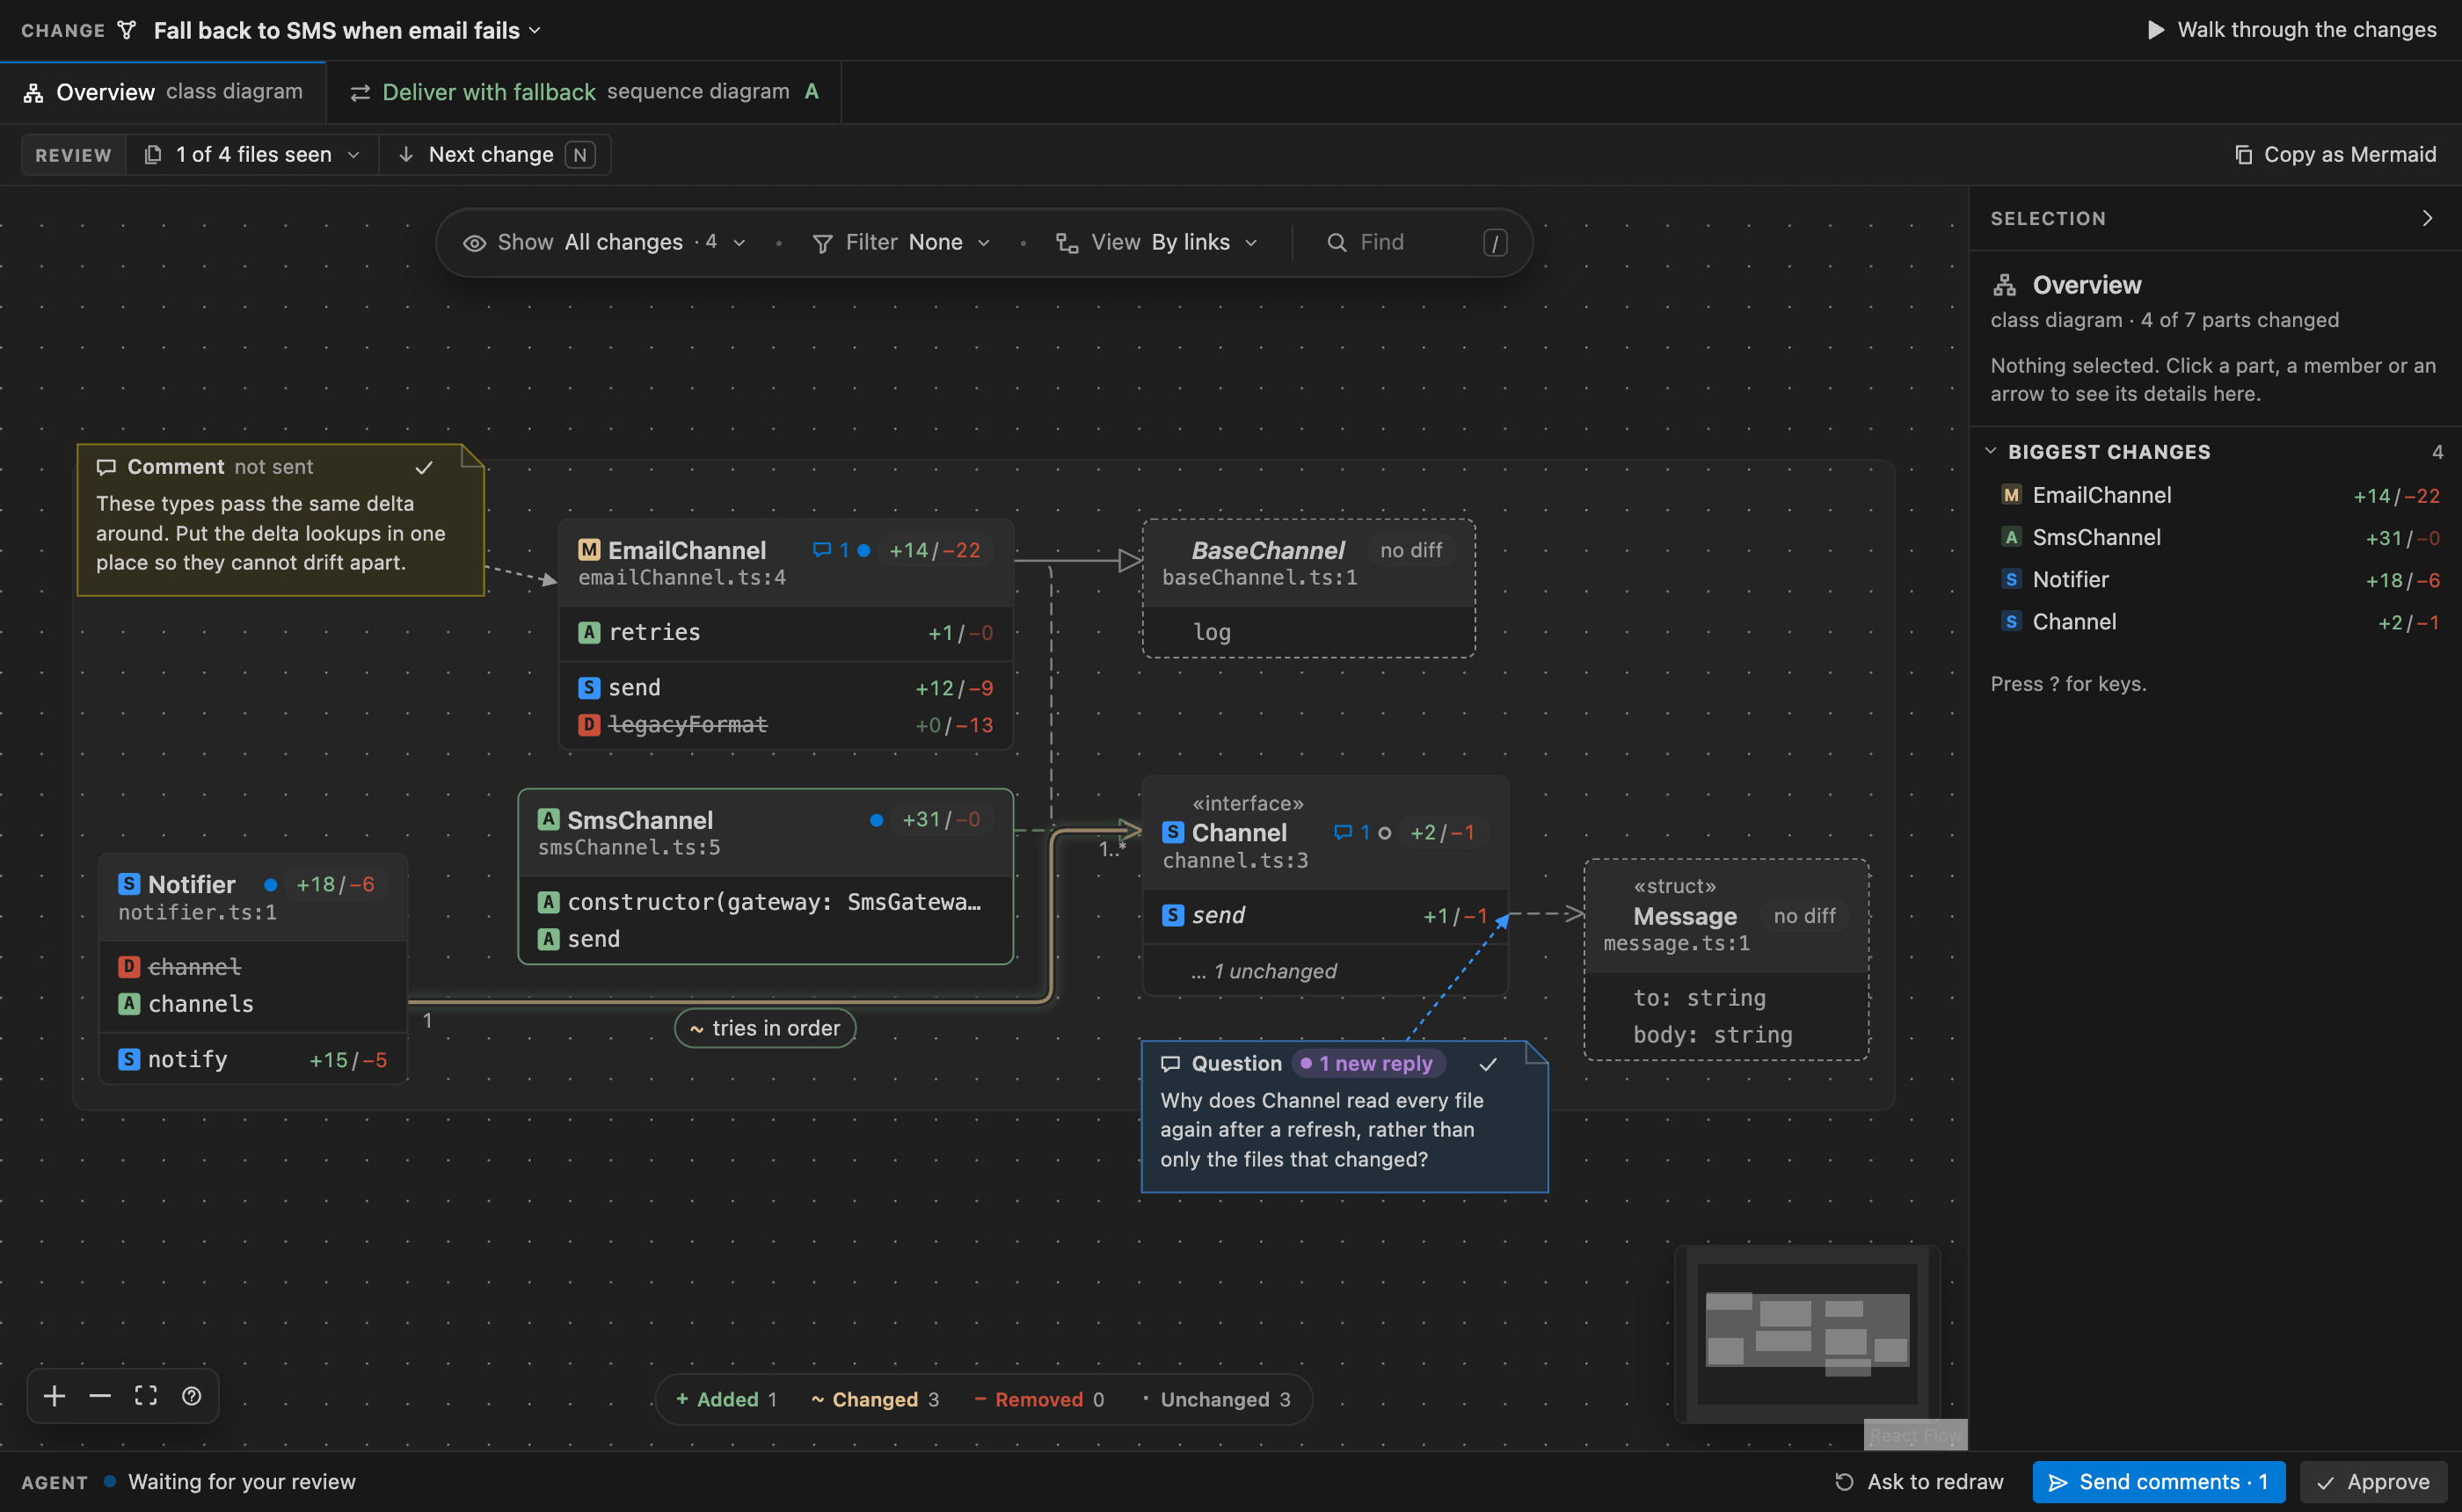 CHANGE Fall back to SMS when email fails
Walk through the changes
Overview class diagram
Deliver with fallback sequence diagram A
REVIEW 1 of 4 files seen
Next change N
Copy as Mermaid
Show All changes · 4
Filter None
View By links
Find /
SELECTION
Overview
class diagram · 4 of 7 parts changed
Nothing selected. Click a part, a member or an
arrow to see its details here.
BIGGEST CHANGES 4
M EmailChannel +14/−22
A SmsChannel +31/−0
S Notifier +18/−6
S Channel +2/−1
Press ? for keys.
Comment not sent
These types pass the same delta
around. Put the delta lookups in one
place so they cannot drift apart.
M EmailChannel 1 +14/−22
emailChannel.ts:4
A retries +1/−0
S send +12/−9
D legacyFormat +0/−13
BaseChannel no diff
baseChannel.ts:1
log
A SmsChannel +31/−0
smsChannel.ts:5
A constructor(gateway: SmsGatewa…
A send
«interface»
S Channel 1 +2/−1
channel.ts:3
S send +1/−1
… 1 unchanged
1..*
S Notifier +18/−6
notifier.ts:1
D channel
A channels
S notify +15/−5
1
~ tries in order
«struct»
Message no diff
message.ts:1
to: string
body: string
Question 1 new reply
Why does Channel read every file
again after a refresh, rather than
only the files that changed?
+ Added 1 ~ Changed 3 − Removed 0 · Unchanged 3
React Flow
AGENT Waiting for your review
Ask to redraw
Send comments · 1
Approve